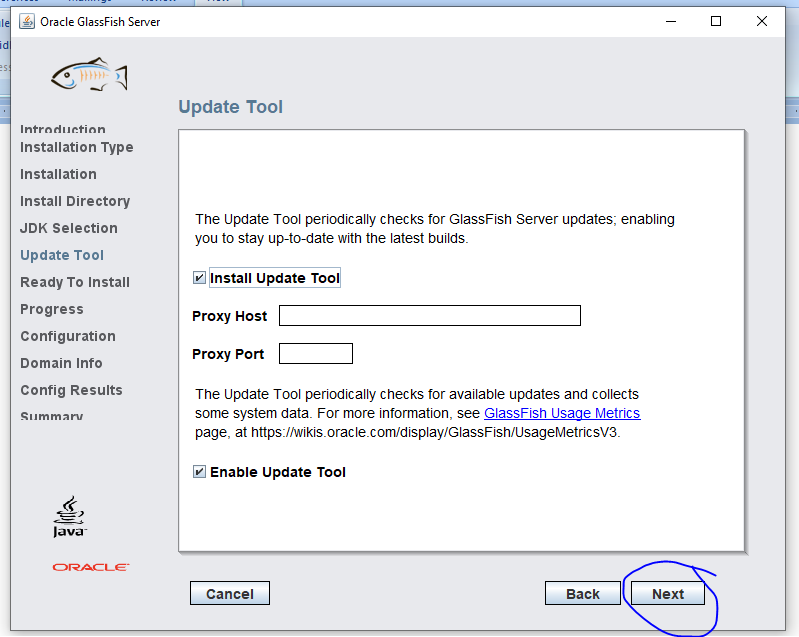 Oracle GlassFish Server
Update Tool
Introduction
Installation Type
Installation
Install Directory
JDK Selection
Update Tool
Ready To Install
Progress
Configuration
Domain Info
Config Results
Summary
The Update Tool periodically checks for GlassFish Server updates; enabling
you to stay up-to-date with the latest builds.
Install Update Tool
Proxy Host
Proxy Port
The Update Tool periodically checks for available updates and collects
some system data. For more information, see GlassFish Usage Metrics
page, at https://wikis.oracle.com/display/GlassFish/UsageMetricsV3.
Enable Update Tool
Java
ORACLE
Cancel
Back
Next